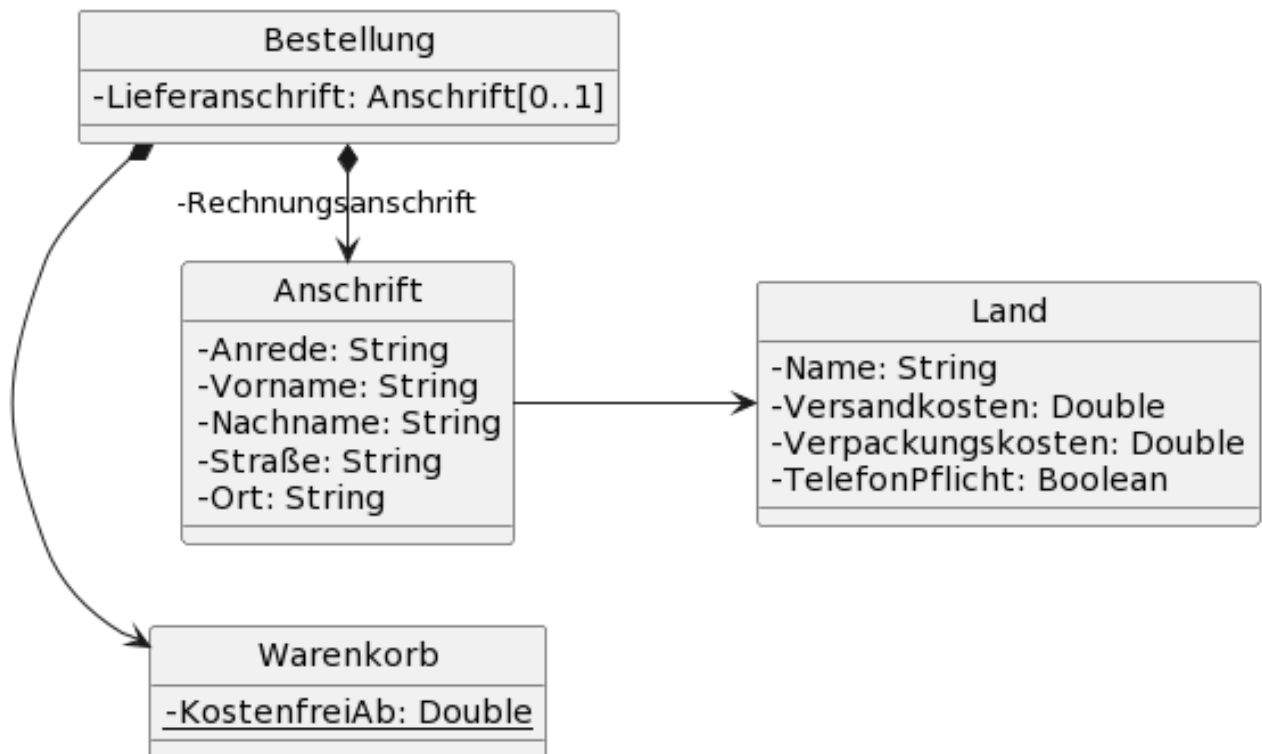 Bestellung
-Lieferanschrift: Anschrift[0..1]
-Rechnungsanschrift
Anschrift
-Anrede: String
-Vorname: String
-Nachname: String
-Straße: String
-Ort: String
Land
-Name: String
-Versandkosten: Double
-Verpackungskosten: Double
-TelefonPflicht: Boolean
Warenkorb
-KostenfreiAb: Double